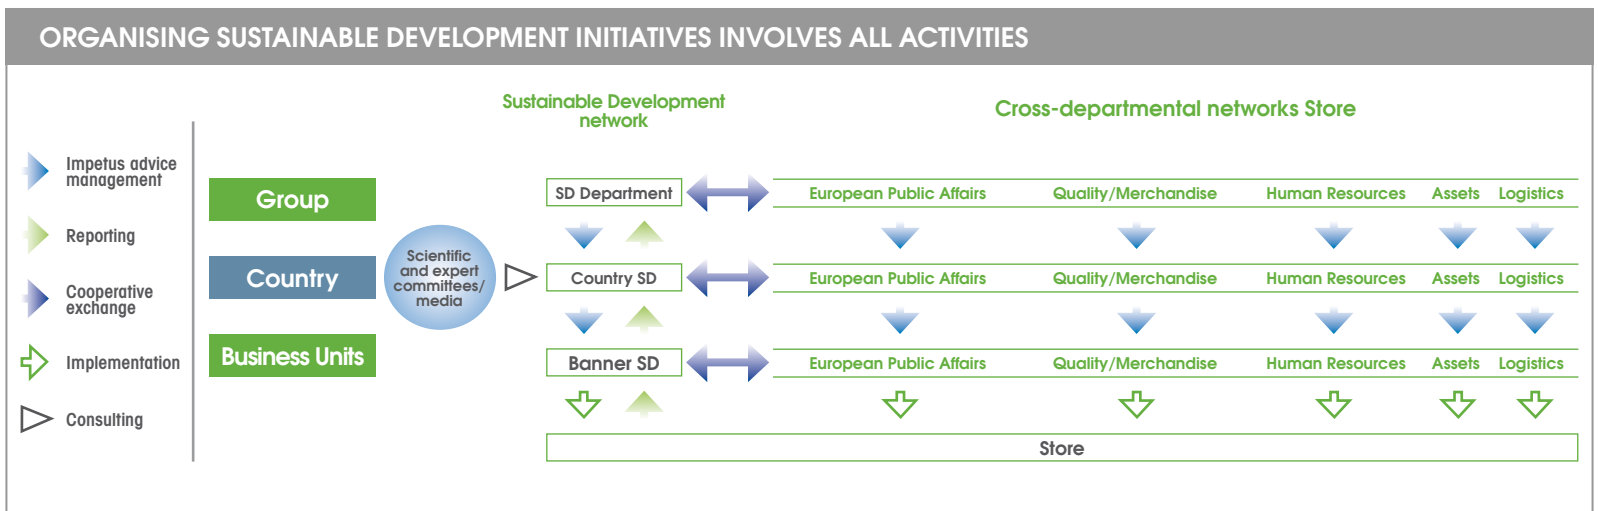 ORGANISING SUSTAINABLE DEVELOPMENT INITIATIVES INVOLVES ALL ACTIVITIES
Impetus advice
management
Reporting
Cooperative
exchange
Implementation
Consulting
Group
Country
Business Units
Scientific
and expert
committees/
media
Sustainable Development
network
Cross-departmental networks Store
SD Department
European Public Affairs
Quality/Merchandise
Human Resources
Assets
Logistics
Country SD
European Public Affairs
Quality/Merchandise
Human Resources
Assets
Logistics
Banner SD
European Public Affairs
Quality/Merchandise
Human Resources
Assets
Logistics
Store